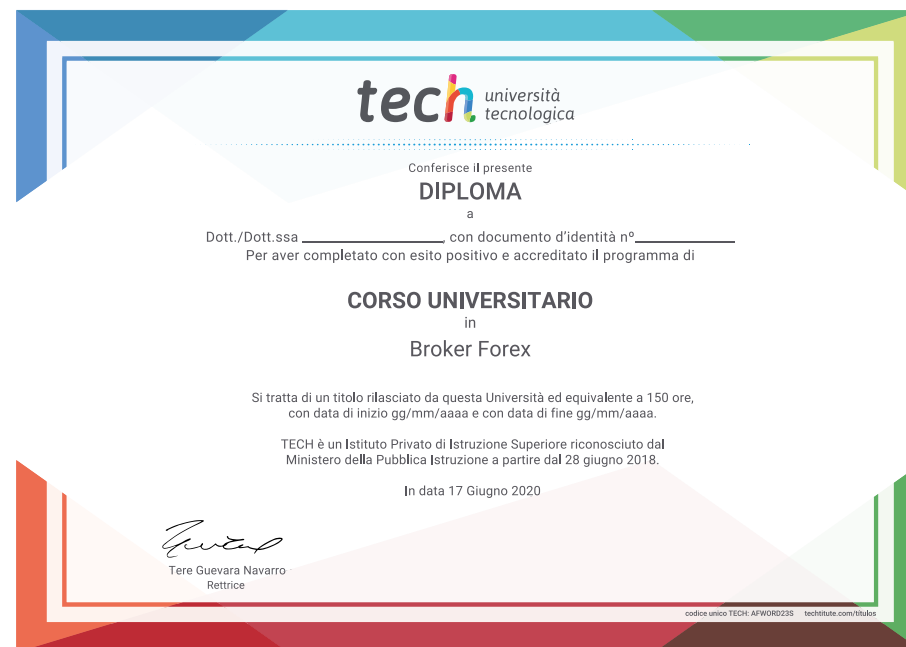 tech università
tecnologica
Conferisce il presente
DIPLOMA
a
Dott./Dott.ssa ____________________, con documento d'identità nº______________
Per aver completato con esito positivo e accreditato il programma di
CORSO UNIVERSITARIO
in
Broker Forex
Si tratta di un titolo rilasciato da questa Università ed equivalente a 150 ore,
con data di inizio gg/mm/aaaa e con data di fine gg/mm/aaaa.
TECH è un Istituto Privato di Istruzione Superiore riconosciuto dal
Ministero della Pubblica Istruzione a partire dal 28 giugno 2018.
In data 17 Giugno 2020
Tere Guevara Navarro
Rettrice
codice unico TECH: AFWORD23S techtitute.com/titulos